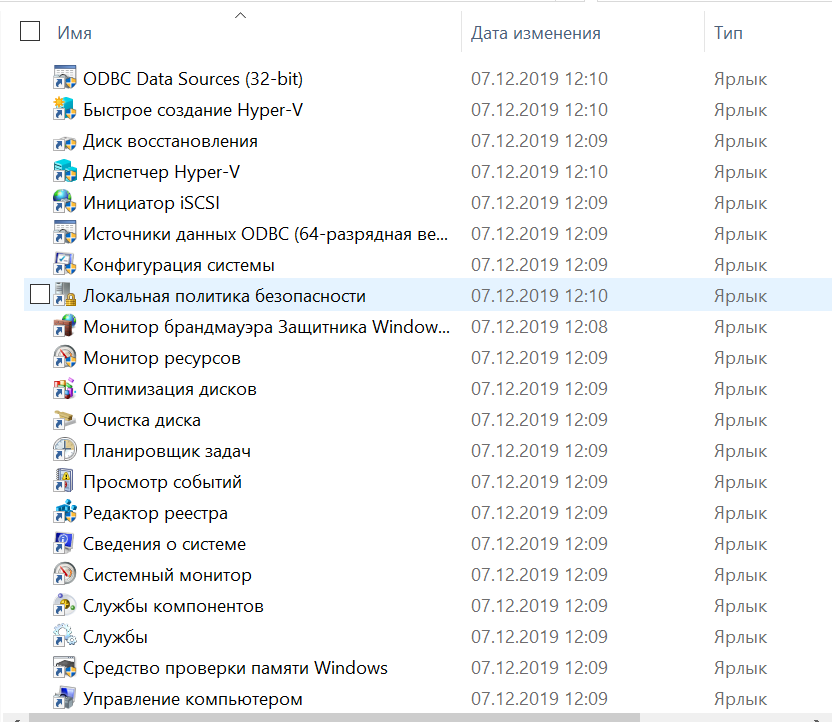 Имя Дата изменения Тип
ODBC Data Sources (32-bit) 07.12.2019 12:10 Ярлык
Быстрое создание Hyper-V 07.12.2019 12:10 Ярлык
Диск восстановления 07.12.2019 12:09 Ярлык
Диспетчер Hyper-V 07.12.2019 12:10 Ярлык
Инициатор iSCSI 07.12.2019 12:09 Ярлык
Источники данных ODBC (64-разрядная ве... 07.12.2019 12:09 Ярлык
Конфигурация системы 07.12.2019 12:09 Ярлык
Локальная политика безопасности 07.12.2019 12:10 Ярлык
Монитор брандмауэра Защитника Window... 07.12.2019 12:08 Ярлык
Монитор ресурсов 07.12.2019 12:09 Ярлык
Оптимизация дисков 07.12.2019 12:09 Ярлык
Очистка диска 07.12.2019 12:09 Ярлык
Планировщик задач 07.12.2019 12:09 Ярлык
Просмотр событий 07.12.2019 12:09 Ярлык
Редактор реестра 07.12.2019 12:09 Ярлык
Сведения о системе 07.12.2019 12:09 Ярлык
Системный монитор 07.12.2019 12:09 Ярлык
Службы компонентов 07.12.2019 12:09 Ярлык
Службы 07.12.2019 12:09 Ярлык
Средство проверки памяти Windows 07.12.2019 12:09 Ярлык
Управление компьютером 07.12.2019 12:09 Ярлык